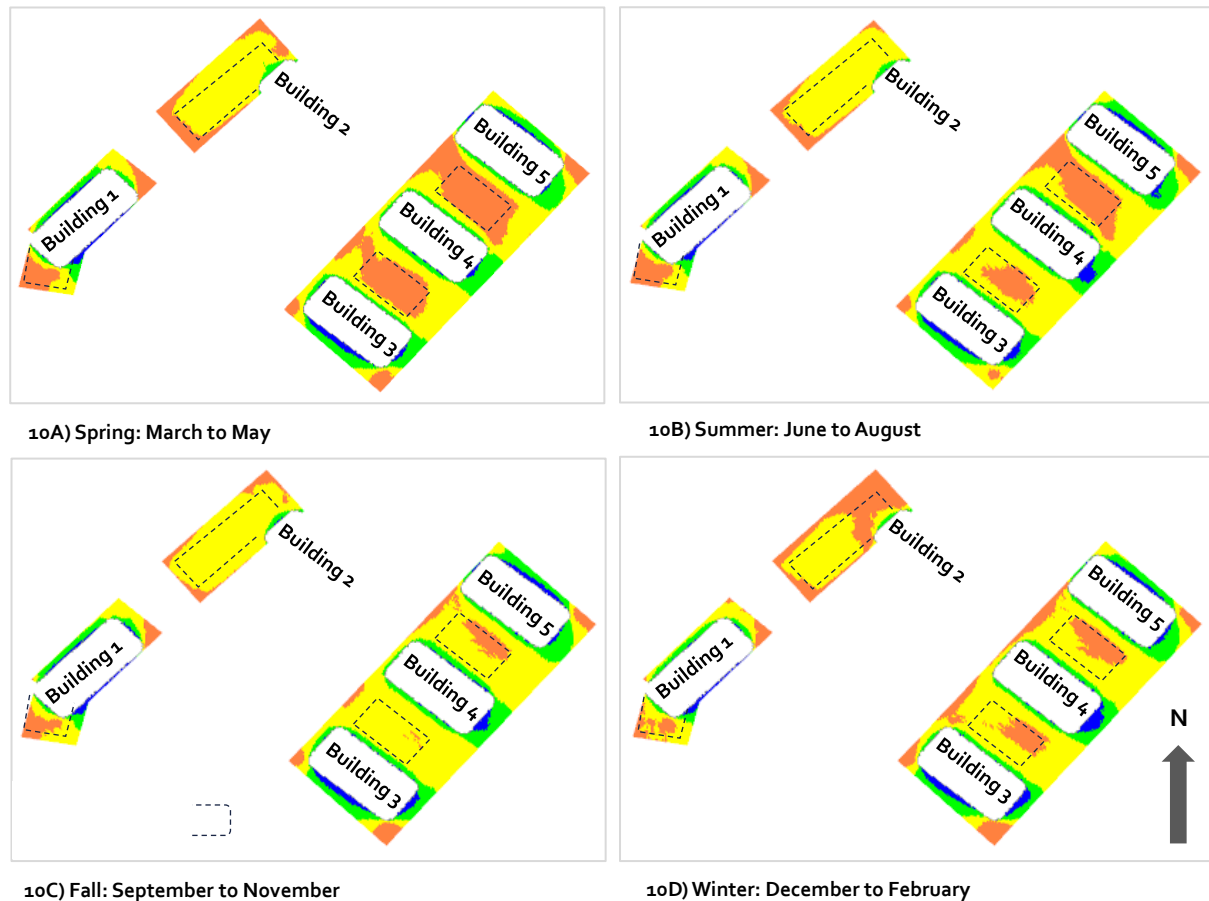 Building 1
Building 2
Building 3
Building 4
Building 5
10A) Spring: March to May
Building 1
Building 2
Building 3
Building 4
Building 5
10B) Summer: June to August
Building 1
Building 2
Building 3
Building 4
Building 5
10C) Fall: September to November
Building 1
Building 2
Building 3
Building 4
Building 5
N
10D) Winter: December to February